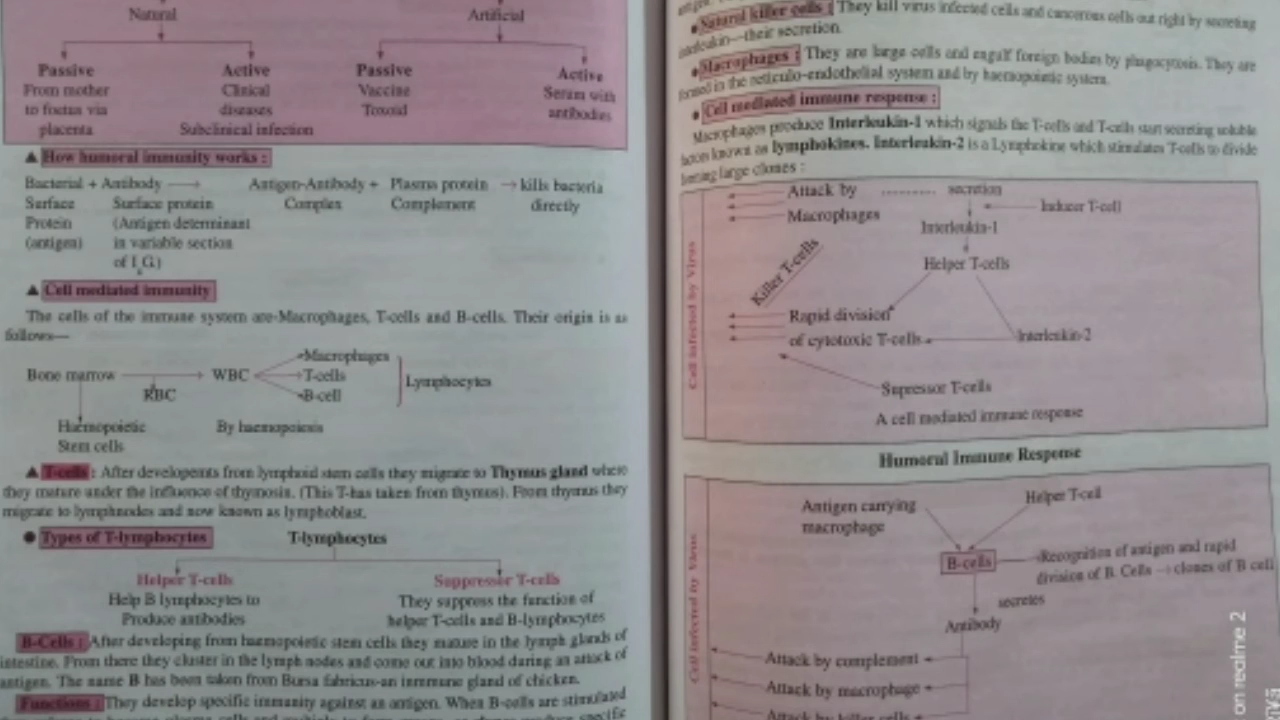 Natural
Artificial
Passive
From mother
to foetus via
placenta
Active
Clinical
diseases
Subclinical infection
Passive
Vaccine
Toxoid
Active
Serum with
antibodies
▲ How humoral immunity works :
Bacterial + Antibody → Antigen-Antibody + Plasma protein → kills bacteria
Surface Surface protein Complex Complement directly
Protein (Antigen determinant
(antigen) in variable section
of IgG)
▲ Cell mediated immunity
The cells of the immune system are-Macrophages, T-cells and B-cells. Their origin is as
follows—
Macrophages
Bone marrow → WBC T-cells Lymphocytes
RBC B-cell
Haemopoietic By haemopoiesis
Stem cells
▲ T-cells : After developemts from lymphoid stem cells they migrate to Thymus gland where
they mature under the influence of thymosin. (This T-has taken from thymus). From thymus they
migrate to lymphnodes and now known as lymphoblast.
● Types of T-lymphocytes T-lymphocytes
Helper T-cells
Help B lymphocytes to
Produce antibodies
Suppressor T-cells
They suppress the function of
helper T-cells and B-lymphocytes
B-Cells : After developing from haemopoietic stem cells they mature in the lymph glands of
intestine. From there they cluster in the lymph nodes and come out into blood during an attack of
antigen. The name B has been taken from Bursa fabricus-an immune gland of chicken.
Functions : They develop specific immunity against an antigen. When B-cells are stimulated
specific
● Natural killer cells : They kill virus infected cells and cancerous cells out right by secreting
interleukin—their secretion.
● Macrophages : They are large cells and engulf foreign bodies by phagocytosis. They are
formed in the reticulo-endothelial system and by haemopoietic system.
● Cell mediated immune response :
Macrophages produce Interleukin-1 which signals the T-cells and T-cells start secreting soluble
factors known as lymphokines. Interleukin-2 is a Lymphokine which stimulates T-cells to divide
large clones :
Cell infected by Virus
Attack by ......... secretion
Macrophages
Inducer T-cell
Interleukin-1
Killer T-cells
Helper T-cells
Rapid division
of cytotoxic T-cells
Interleukin-2
Supressor T-cells
A cell mediated immune response
Humoral Immune Response
Cell infected by Virus
Antigen carrying
macrophage
Helper T-cell
B-cells
Recognition of antigen and rapid
division of B. Cells → clones of B cell
secretes
Antibody
Attack by complement
Attack by macrophage
Attack by killer cells
on realme 2